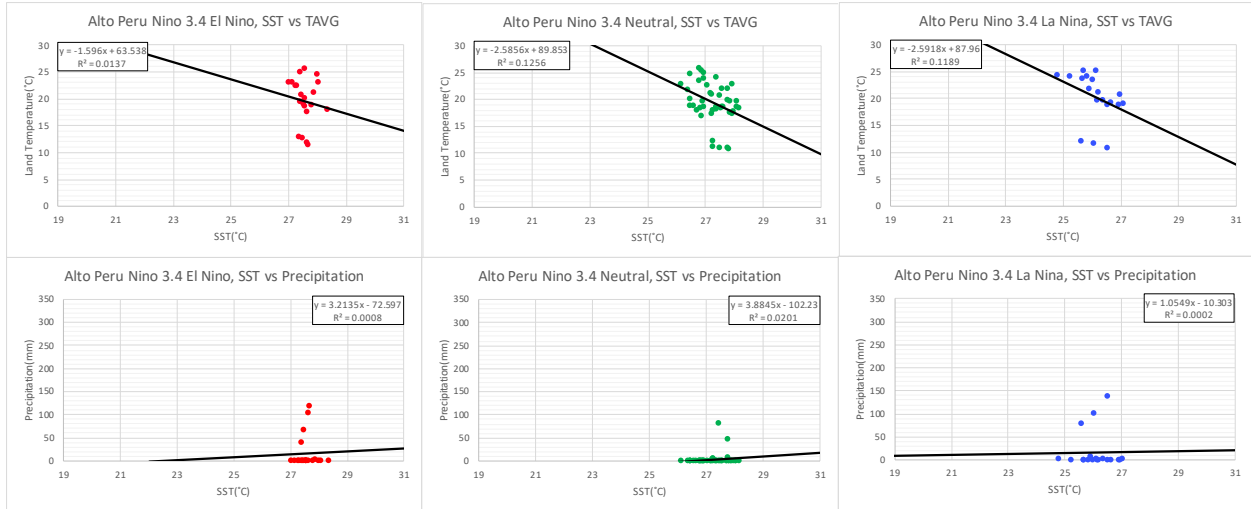 Alto Peru Nino 3.4 El Nino, SST vs TAVG
y = -1.596x + 63.538
R² = 0.0137
Land Temperature(˚C)
30
25
20
15
10
5
0
19 21 23 25 27 29 31
SST(˚C)
Alto Peru Nino 3.4 Neutral, SST vs TAVG
y = -2.5856x + 89.853
R² = 0.1256
Land Temperature(˚C)
30
25
20
15
10
5
0
19 21 23 25 27 29 31
SST(˚C)
Alto Peru Nino 3.4 La Nina, SST vs TAVG
y = -2.5918x + 87.96
R² = 0.1189
Land Temperature(˚C)
30
25
20
15
10
5
0
19 21 23 25 27 29 31
SST(˚C)
Alto Peru Nino 3.4 El Nino, SST vs Precipitation
y = 3.2135x - 72.597
R² = 0.0008
Precipitation(mm)
350
300
250
200
150
100
50
0
19 21 23 25 27 29 31
SST(˚C)
Alto Peru Nino 3.4 Neutral, SST vs Precipitation
y = 3.8845x - 102.23
R² = 0.0201
Precipitation(mm)
350
300
250
200
150
100
50
0
19 21 23 25 27 29 31
SST(˚C)
Alto Peru Nino 3.4 La Nina, SST vs Precipitation
y = 1.0549x - 10.303
R² = 0.0002
Precipitation(mm)
350
300
250
200
150
100
50
0
19 21 23 25 27 29 31
SST(˚C)